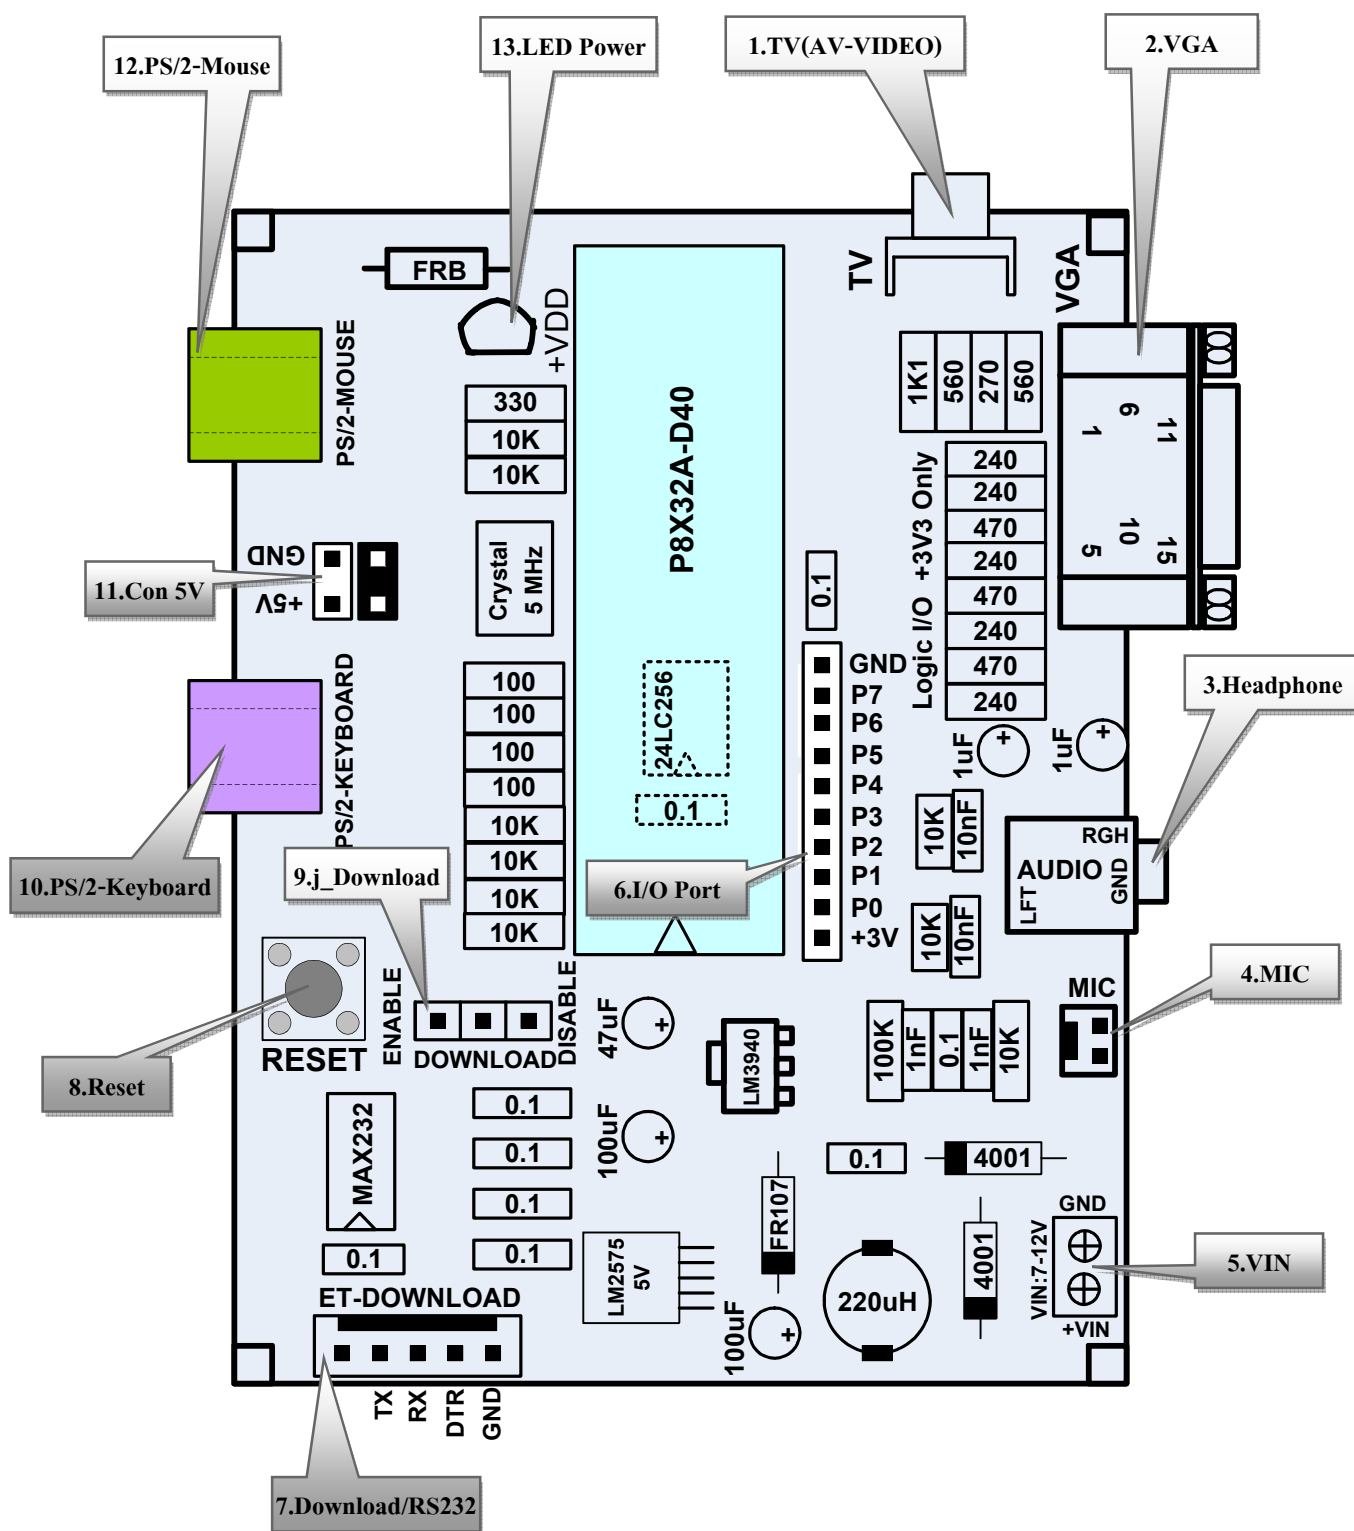 13.LED Power
1.TV(AV-VIDEO)
2.VGA
12.PS/2-Mouse
FRB
+VDD
TV
VGA
PS/2-MOUSE
330
10K
10K
P8X32A-D40
1K1
560
270
560
1
6
11
5
10
15
240
240
470
240
470
240
470
240
Logic I/O +3V3 Only
11.Con 5V
GND
+5V
Crystal
5 MHz
0.1
GND
P7
P6
P5
P4
P3
P2
P1
P0
+3V
24LC256
0.1
3.Headphone
1uF
1uF
PS/2-KEYBOARD
100
100
100
100
10K
10K
10K
10K
10K
10nF
10K
10nF
RGH
AUDIO
GND
LFT
10.PS/2-Keyboard
9.j_Download
6.I/O Port
4.MIC
MIC
RESET
8.Reset
ENABLE
DOWNLOAD
DISABLE
47uF
LM3940
100K
1nF
0.1
1nF
10K
MAX232
0.1
0.1
0.1
0.1
0.1
100uF
0.1
4001
FR107
4001
GND
VIN:7-12V
+VIN
5.VIN
LM2575
5V
220uH
100uF
ET-DOWNLOAD
TX
RX
DTR
GND
7.Download/RS232